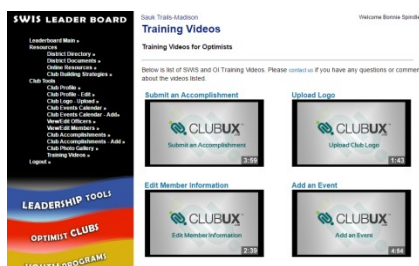 SWIS LEADER BOARD
Leaderboard Main »
Resources
District Directory »
District Documents »
Online Resources »
Club Building Strategies »
Club Tools
Club Profile »
Club Profile - Edit »
Club Logo - Upload »
Club Events Calendar »
Club Events Calendar - Add»
View/Edit Officers »
View/Edit Members »
Club Accomplishments »
Club Accomplishments - Add »
Club Photo Gallery »
Training Videos »
Logout »
LEADERSHIP TOOLS
OPTIMIST CLUBS
YOUTH PROGRAMS
Sauk Trails-Madison
Welcome Bonnie Spindler
Training Videos
Training Videos for Optimists
Below is list of SWIS and OI Training Videos. Please contact us if you have any questions or comme
about the videos listed.
Submit an Accomplishment
CLUBUX
Submit an Accomplishment
3:59
Upload Logo
CLUBUX
Upload Club Logo
1:43
Edit Member Information
CLUBUX
Edit Member Information
2:39
Add an Event
CLUBUX
Add an Event
4:54